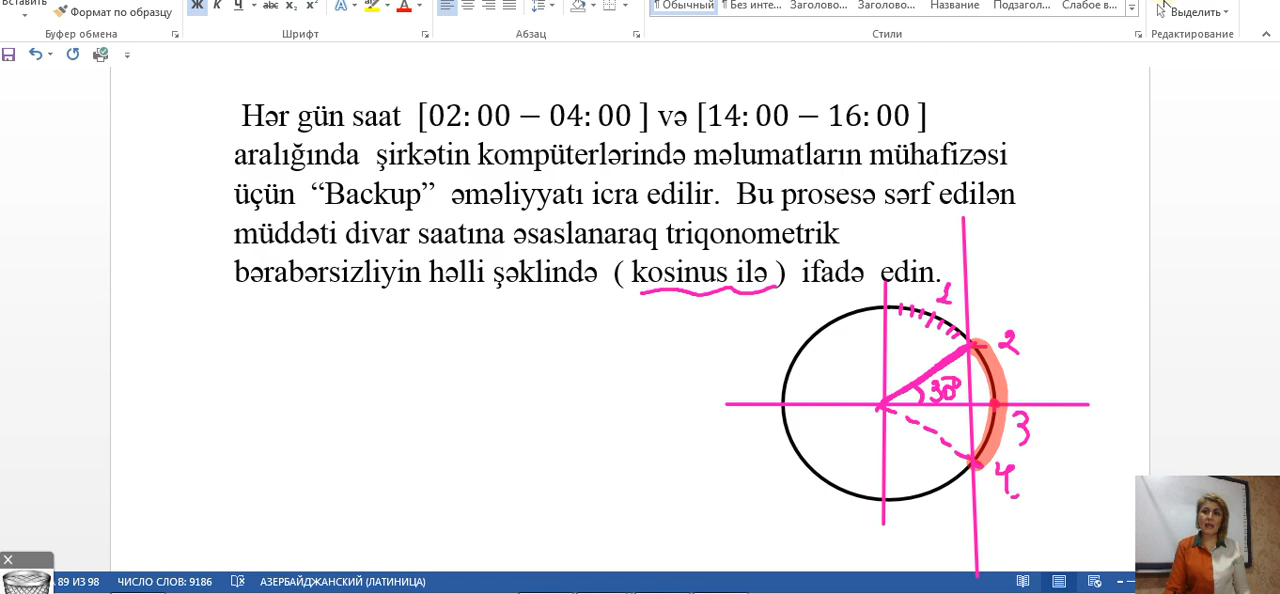 Вставить
Формат по образцу
Ж К Ч abc x₂ x²
¶ Обычный ¶ Без инте... Заголово... Заголово... Название Подзагол... Слабое в...
Выделить
Буфер обмена Шрифт Абзац Стили Редактирование
Hər gün saat [02:00 − 04:00 ] və [14:00 − 16:00 ]
aralığında şirkətin kompüterlərində məlumatların mühafizəsi
üçün “Backup” əməliyyatı icra edilir. Bu prosesə sərf edilən
müddəti divar saatına əsaslanaraq triqonometrik
bərabərsizliyin həlli şəklində ( kosinus ilə ) ifadə edin.
1
2
30°
3
4
89 ИЗ 98 ЧИСЛО СЛОВ: 9186 АЗЕРБАЙДЖАНСКИЙ (ЛАТИНИЦА)